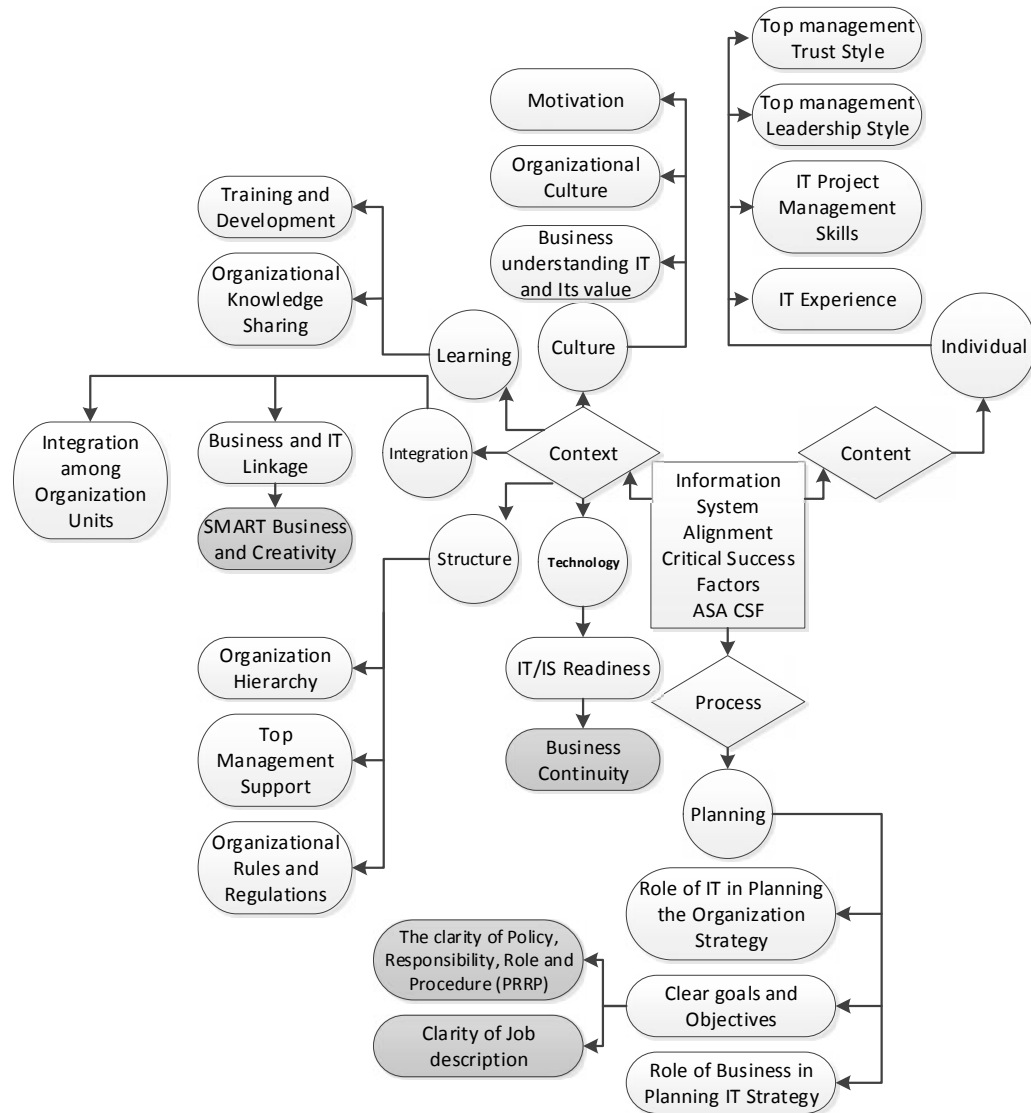 Top management
Trust Style
Top management
Leadership Style
IT Project
Management
Skills
IT Experience
Individual
Motivation
Organizational
Culture
Business
understanding IT
and Its value
Culture
Training and
Development
Organizational
Knowledge
Sharing
Learning
Integration
among
Organization
Units
Business and IT
Linkage
SMART Business
and Creativity
Integration
Context
Content
Information
System
Alignment
Critical Success
Factors
ASA CSF
Structure
Technology
Organization
Hierarchy
Top
Management
Support
Organizational
Rules and
Regulations
IT/IS Readiness
Business
Continuity
Process
Planning
Role of IT in Planning
the Organization
Strategy
Clear goals and
Objectives
Role of Business in
Planning IT Strategy
The clarity of Policy,
Responsibility, Role and
Procedure (PRRP)
Clarity of Job
description